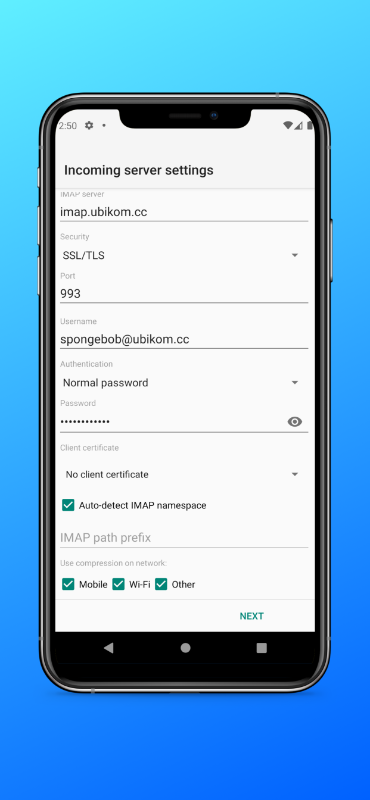 2:50
Incoming server settings
IMAP server
imap.ubikom.cc
Security
SSL/TLS
Port
993
Username
spongebob@ubikom.cc
Authentication
Normal password
Password
••••••••••••
Client certificate
No client certificate
Auto-detect IMAP namespace
IMAP path prefix
Use compression on network:
Mobile Wi-Fi Other
NEXT